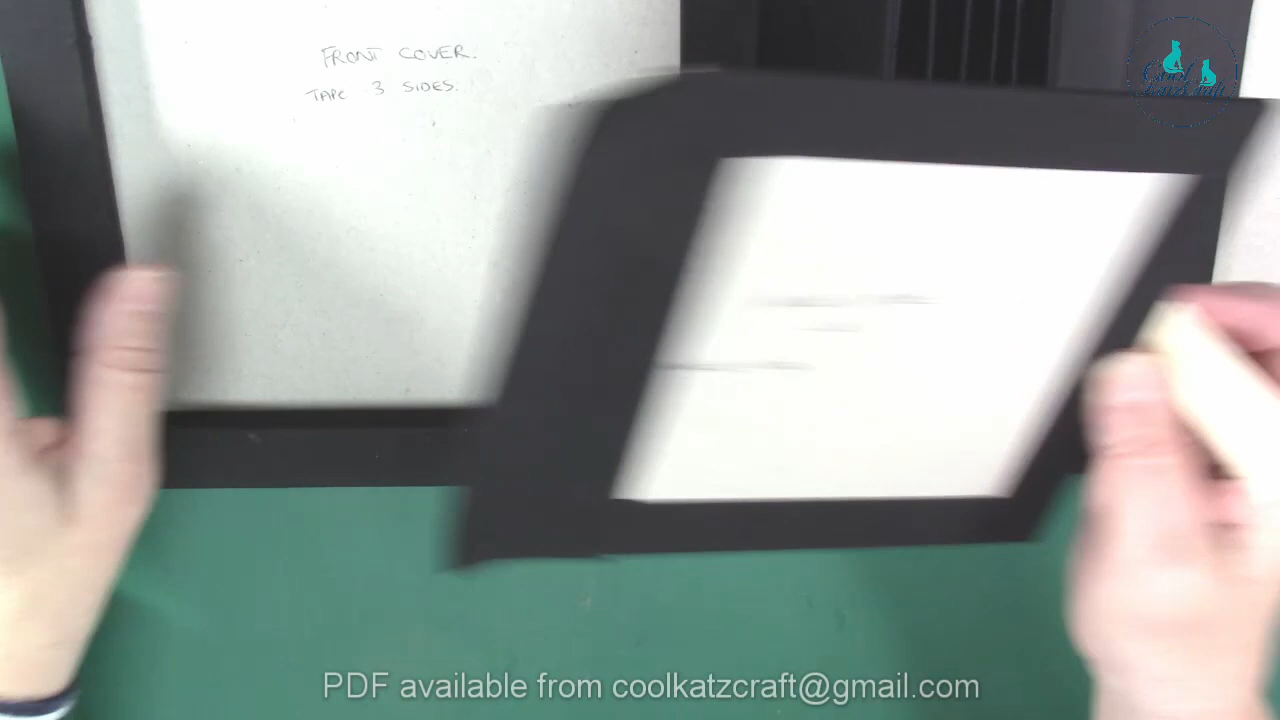 FRONT COVER.
TAPE 3 SIDES.
PDF available from coolkatzcraft@gmail.com